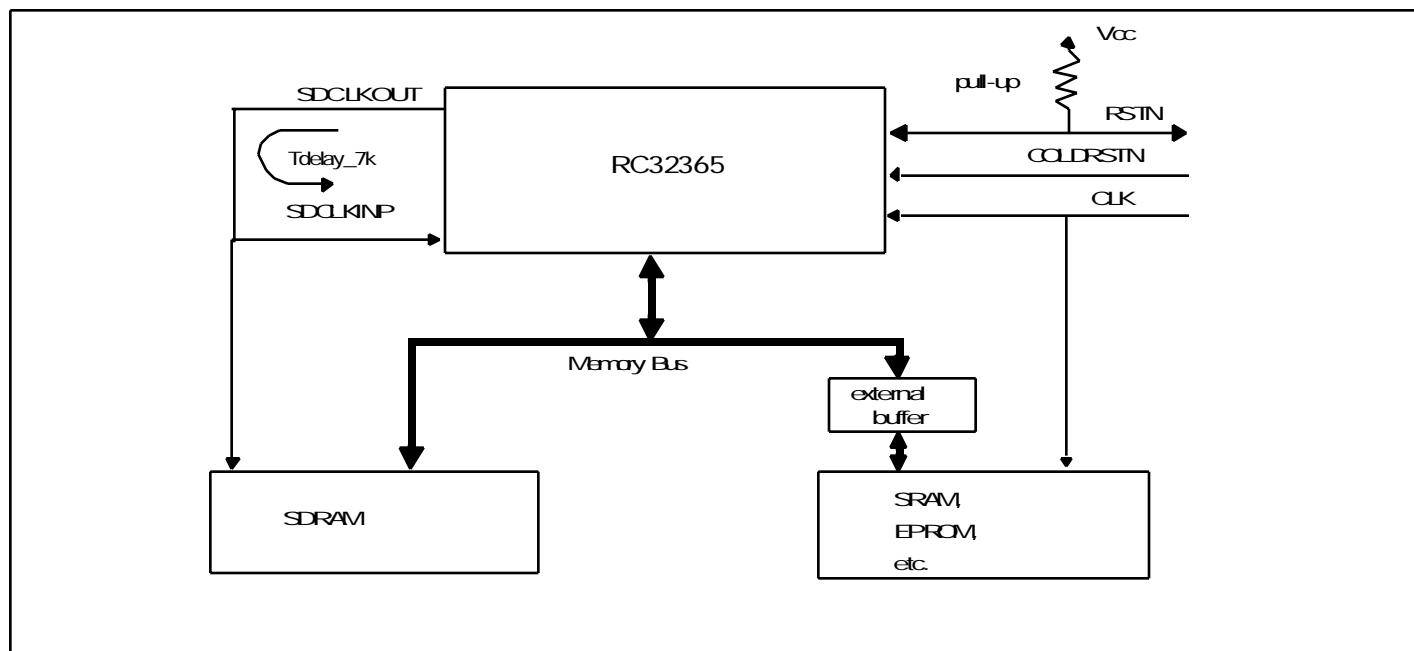 Vcc
pull-up
SDCLKOUT
RSTN
Tdelay_7k
RC32365
COLDRSTN
CLK
SDCLKINP
Memory Bus
external
buffer
SDRAM
SRAM,
EPROM,
etc.